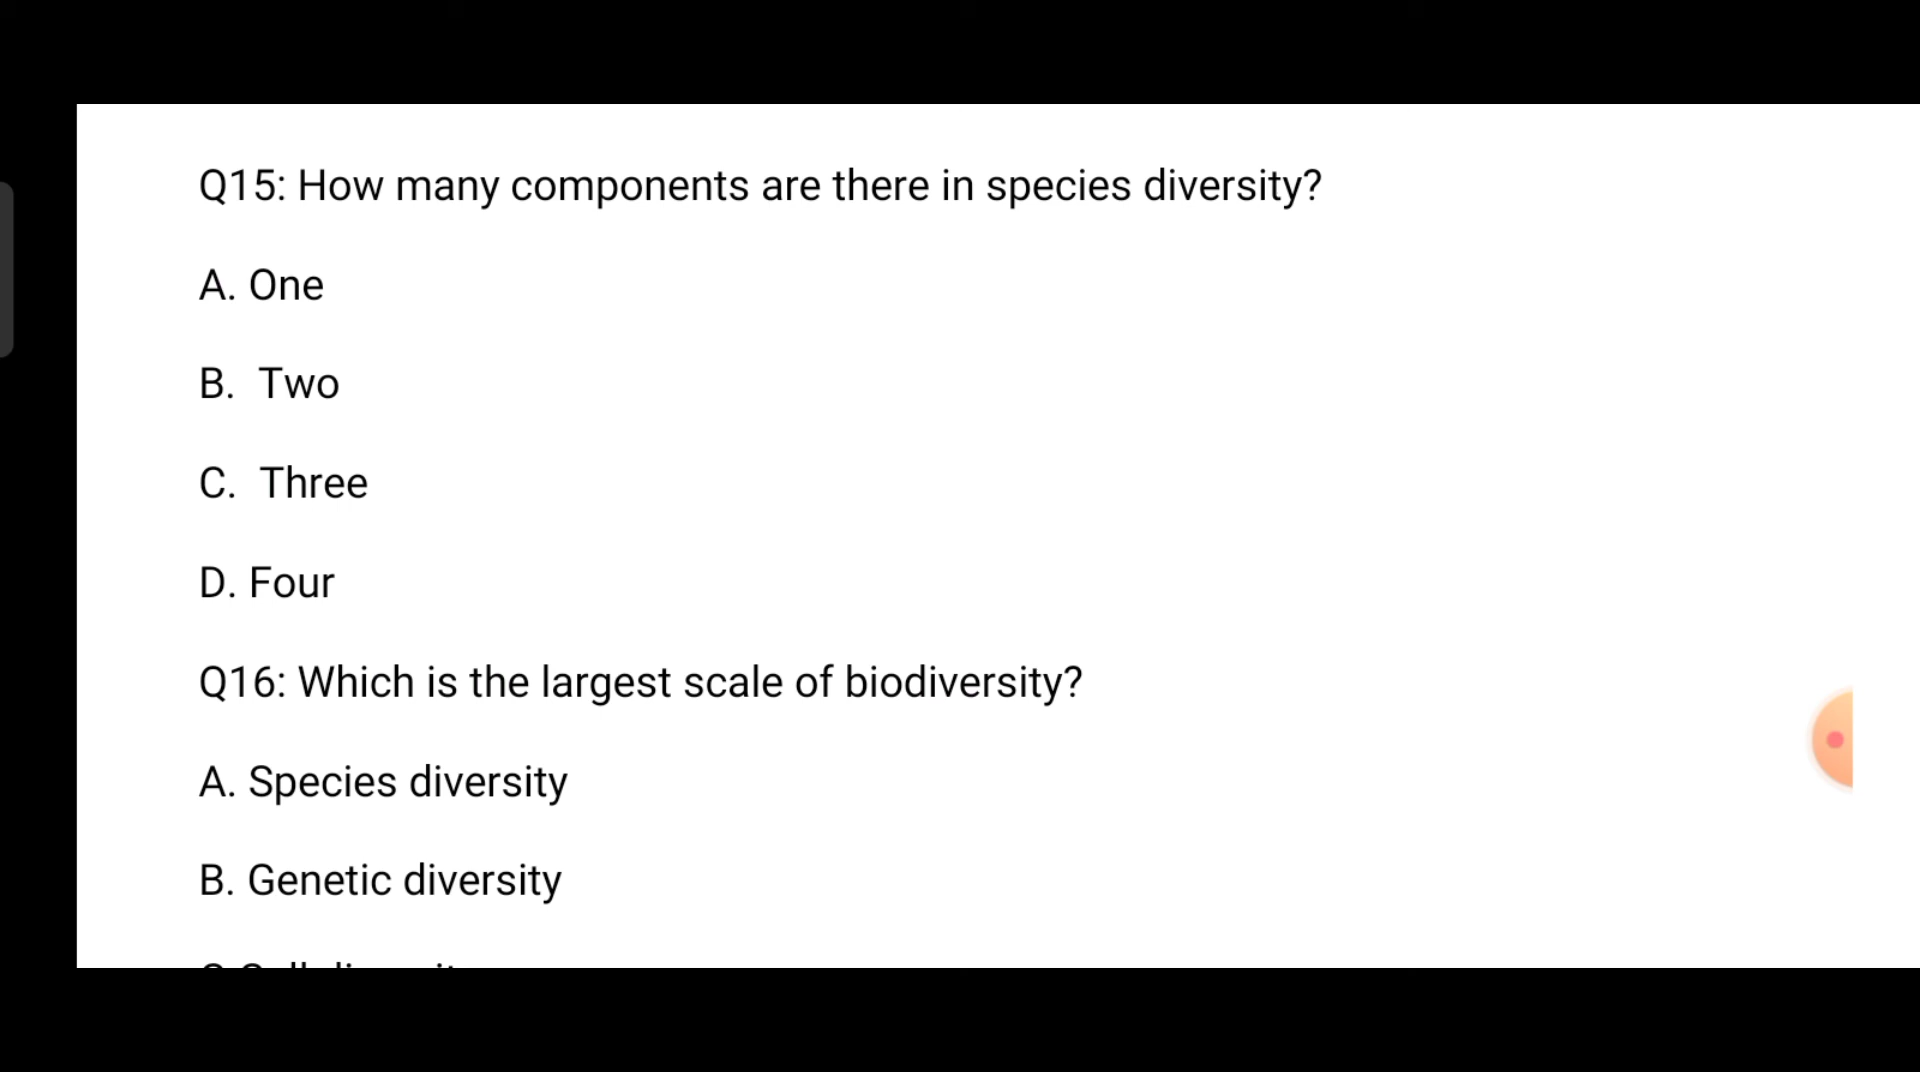 Q15: How many components are there in species diversity?
A. One
B. Two
C. Three
D. Four
Q16: Which is the largest scale of biodiversity?
A. Species diversity
B. Genetic diversity